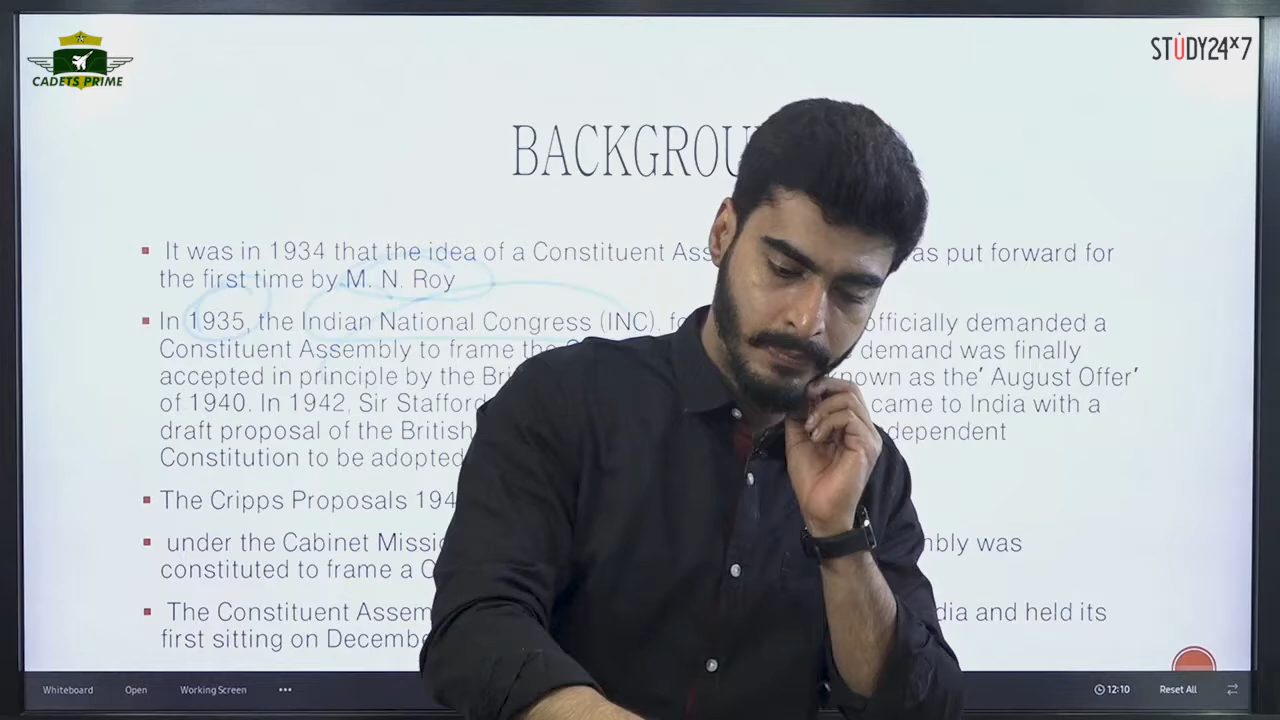 CADETS PRIME
STUDY24x7
BACKGROU
It was in 1934 that the idea of a Constituent Ass as put forward for
the first time by M. N. Roy
In 1935, the Indian National Congress (INC), officially demanded a
Constituent Assembly to frame the demand was finally
accepted in principle by the nown as the' August Offer'
of 1940. In 1942, Sir Stafford came to India with a
draft proposal of the British dependent
Constitution to be adopted
The Cripps Proposals 194
under the Cabinet Missi mbly was
constituted to frame a
The Constituent Assem dia and held its
first sitting on Decemb
Whiteboard Open Working Screen ••• 12:10 Reset All